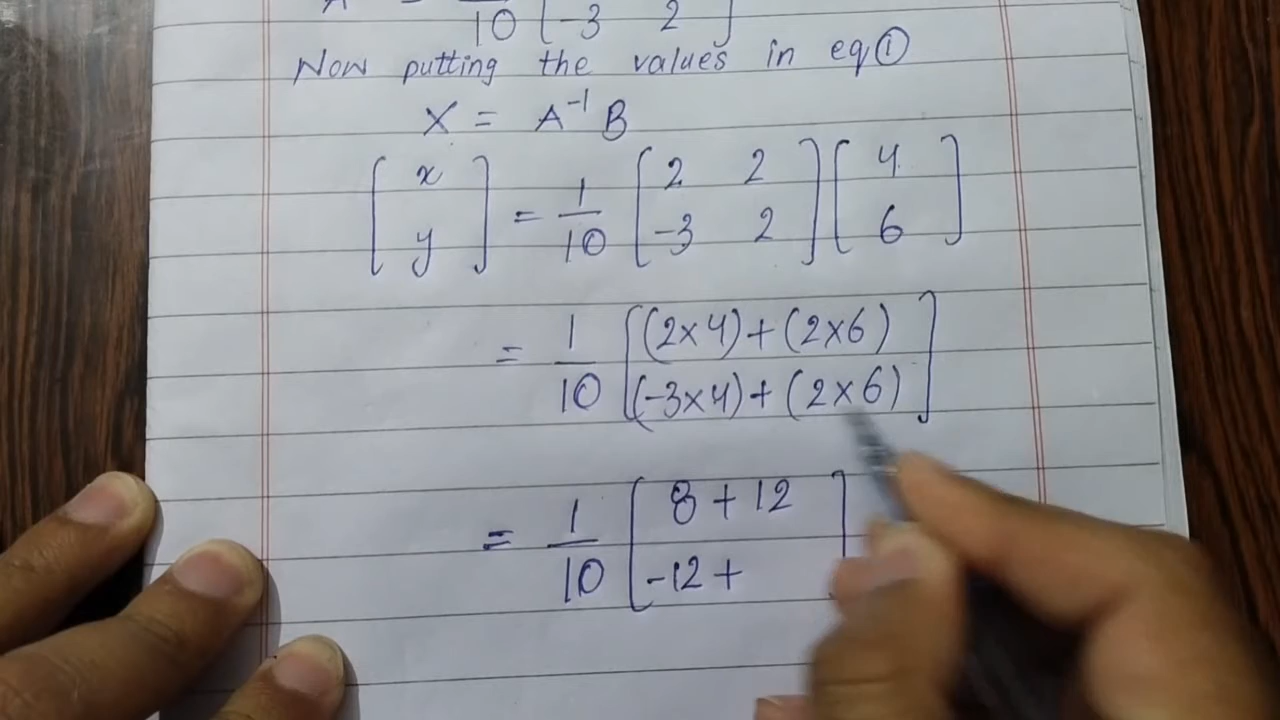 10 [ -3 2 ]
Now putting the values in eq ①
X = A⁻¹ B
[ x ; y ] = 1/10 [ 2 2 ; -3 2 ] [ 4 ; 6 ]
= 1/10 [ (2×4)+(2×6) ; (-3×4)+(2×6) ]
= 1/10 [ 8 + 12 ; -12 + ]